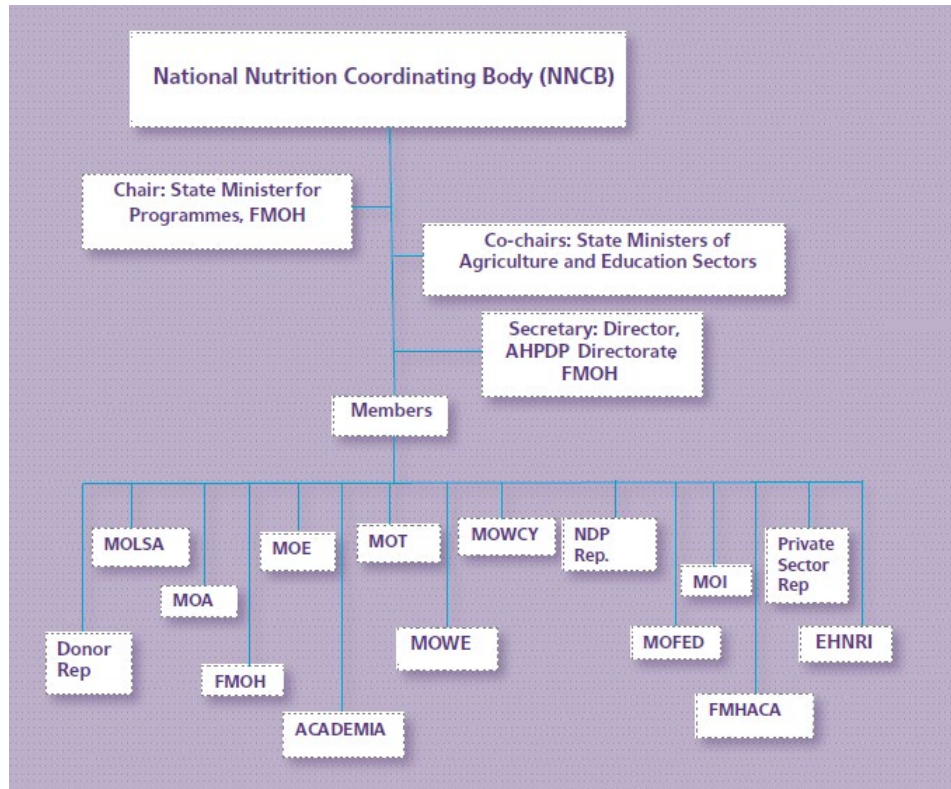 National Nutrition Coordinating Body (NNCB)
Chair: State Minister for
Programmes, FMOH
Co-chairs: State Ministers of
Agriculture and Education Sectors
Secretary: Director,
AHPDP Directorate,
FMOH
Members
MOLSA
MOA
MOE
MOT
MOWCY
NDP
Rep.
MOI
Private
Sector
Rep
Donor
Rep
FMOH
ACADEMIA
MOWE
MOFED
FMHACA
EHNRI